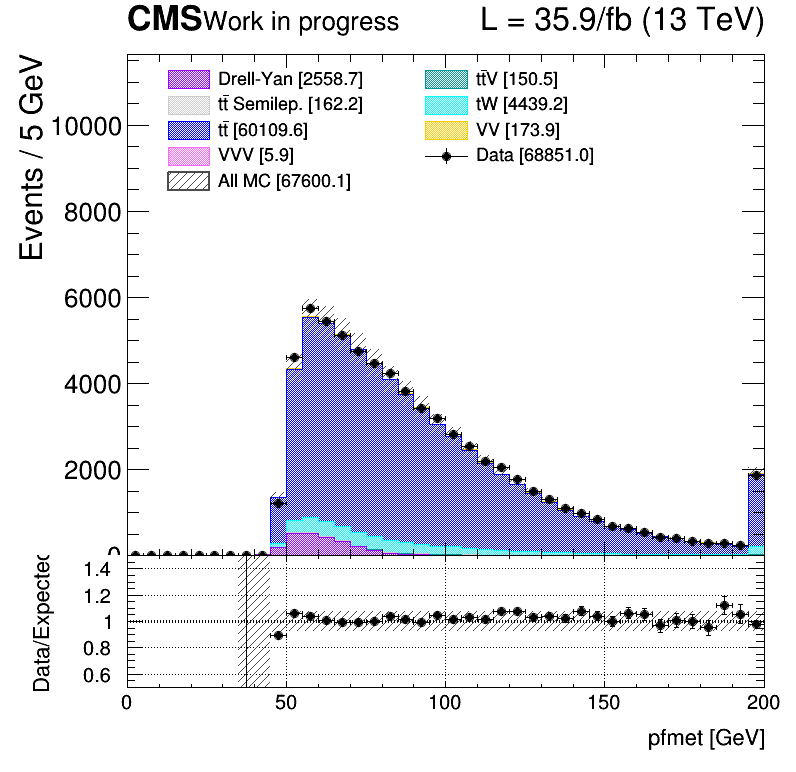 CMS Work in progress L = 35.9/fb (13 TeV)
Events / 5 GeV
Drell-Yan [2558.7]
tt̄ Semilep. [162.2]
tt̄ [60109.6]
VVV [5.9]
All MC [67600.1]
tt̄V [150.5]
tW [4439.2]
VV [173.9]
Data [68851.0]
10000
8000
6000
4000
2000
0
Data/Expected
1.4
1.2
1
0.8
0.6
0 50 100 150 200
pfmet [GeV]